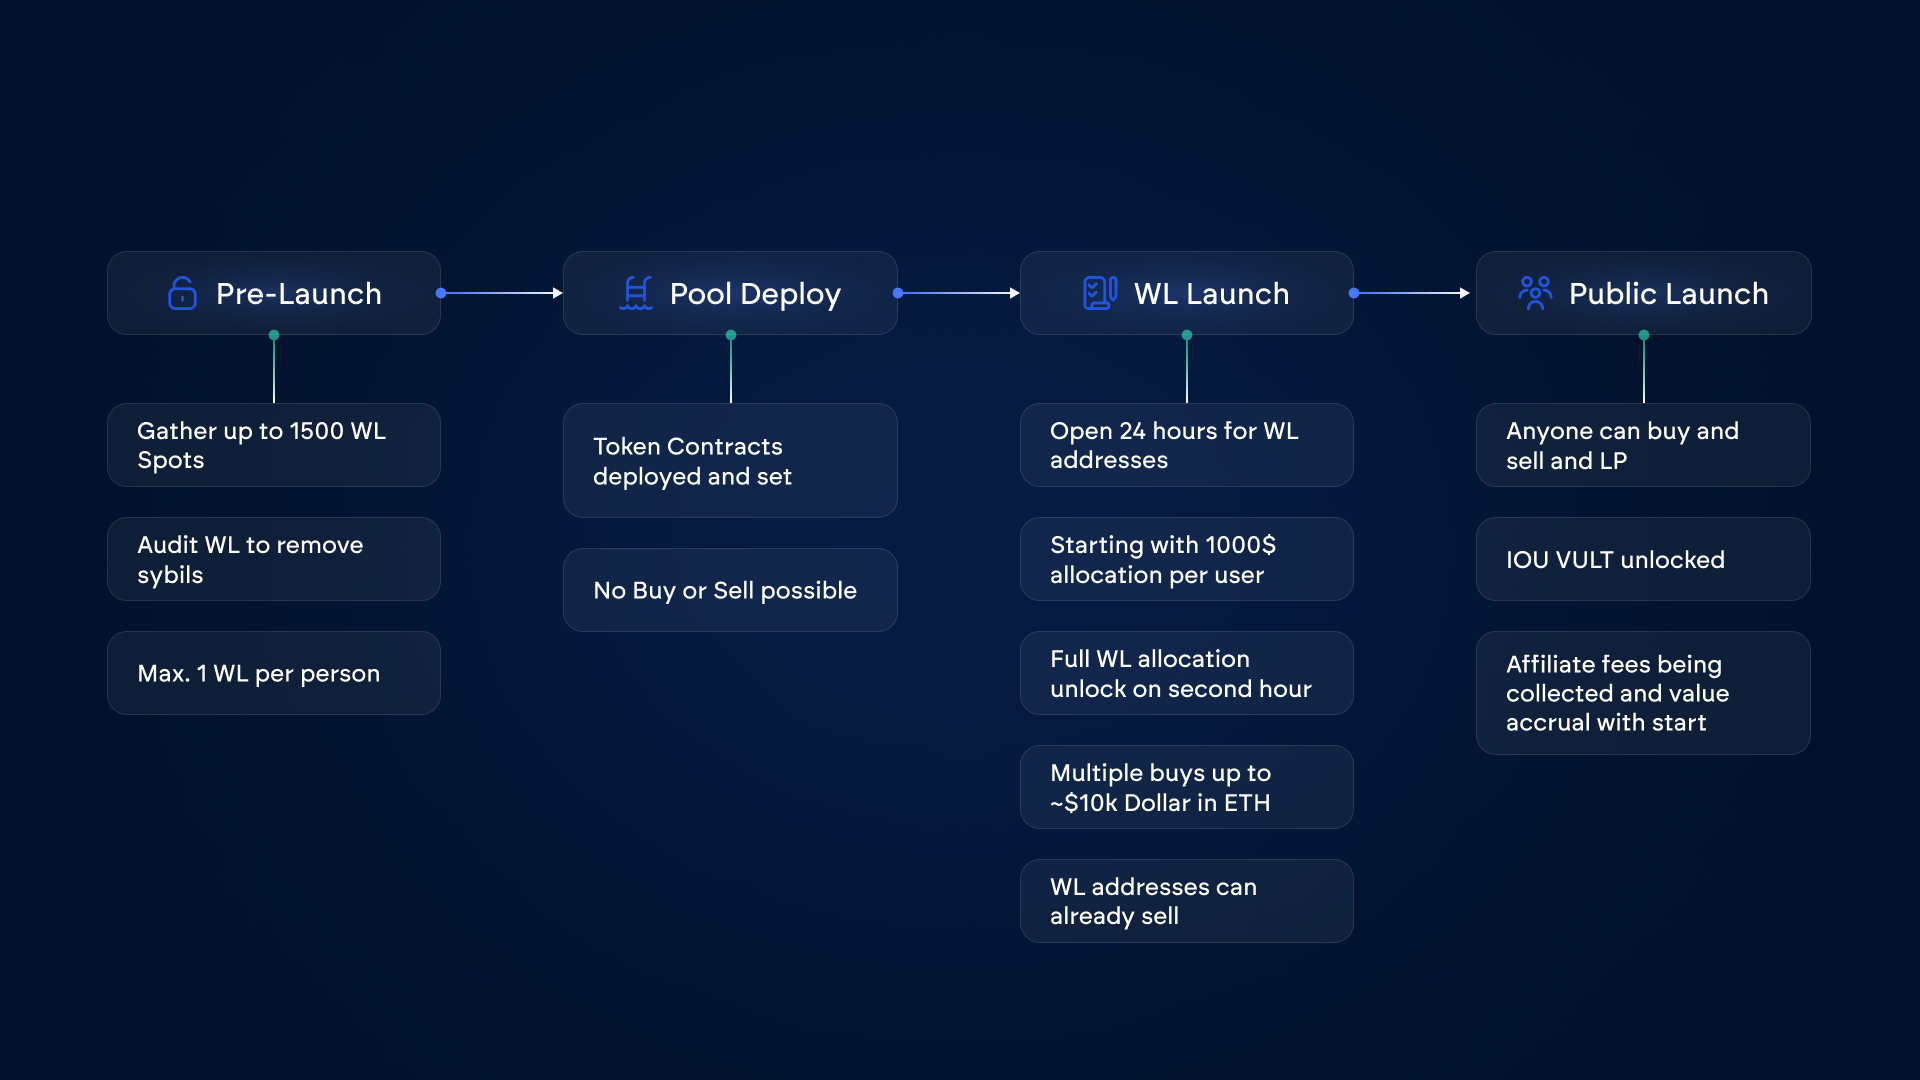 Pre-Launch
Gather up to 1500 WL
Spots
Audit WL to remove
sybils
Max. 1 WL per person
Pool Deploy
Token Contracts
deployed and set
No Buy or Sell possible
WL Launch
Open 24 hours for WL
addresses
Starting with 1000$
allocation per user
Full WL allocation
unlock on second hour
Multiple buys up to
~$10k Dollar in ETH
WL addresses can
already sell
Public Launch
Anyone can buy and
sell and LP
IOU VULT unlocked
Affiliate fees being
collected and value
accrual with start